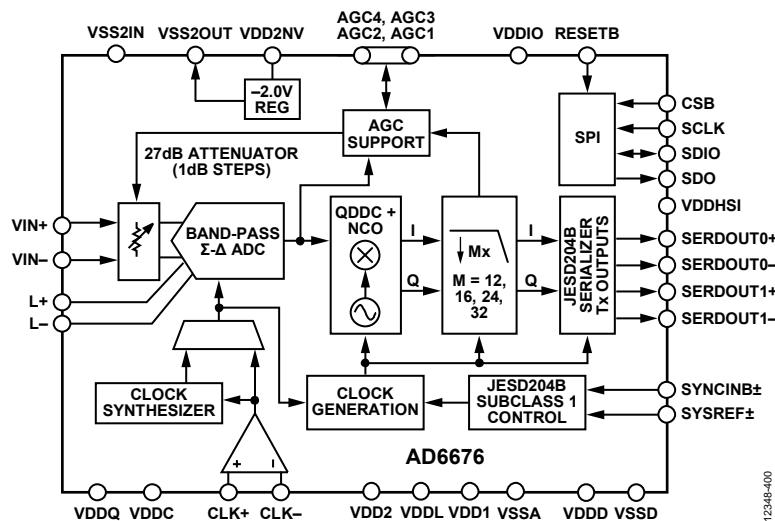 VSS2IN
VSS2OUT
VDD2NV
AGC4, AGC3
AGC2, AGC1
VDDIO
RESETB
–2.0V
REG
AGC
SUPPORT
SPI
CSB
SCLK
SDIO
SDO
27dB ATTENUATOR
(1dB STEPS)
VDDHSI
VIN+
VIN–
L+
L–
BAND-PASS
Σ-Δ ADC
QDDC +
NCO
I
Q
Mx
M = 12,
16, 24,
32
I
Q
JESD204B
SERIALIZER
Tx OUTPUTS
SERDOUT0+
SERDOUT0–
SERDOUT1+
SERDOUT1–
CLOCK
SYNTHESIZER
CLOCK
GENERATION
JESD204B
SUBCLASS 1
CONTROL
SYNCINB±
SYSREF±
+
–
AD6676
VDDQ
VDDC
CLK+
CLK–
VDD2
VDDL
VDD1
VSSA
VDDD
VSSD
12348-400